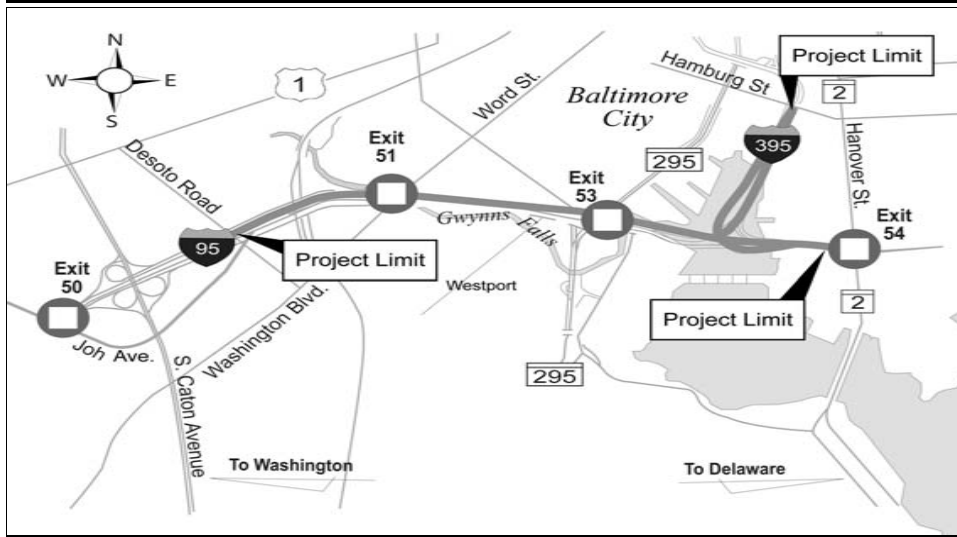 N
W E
S
1
Project Limit
Hamburg St
2
Word St.
Baltimore
City
Exit
51
Desoto Road
295
395
Hanover St.
Exit
53
Gwynns Falls
Exit
54
95
Project Limit
Exit
50
Westport
Project Limit
2
Joh Ave.
Washington Blvd.
S. Caton Avenue
295
To Washington
To Delaware